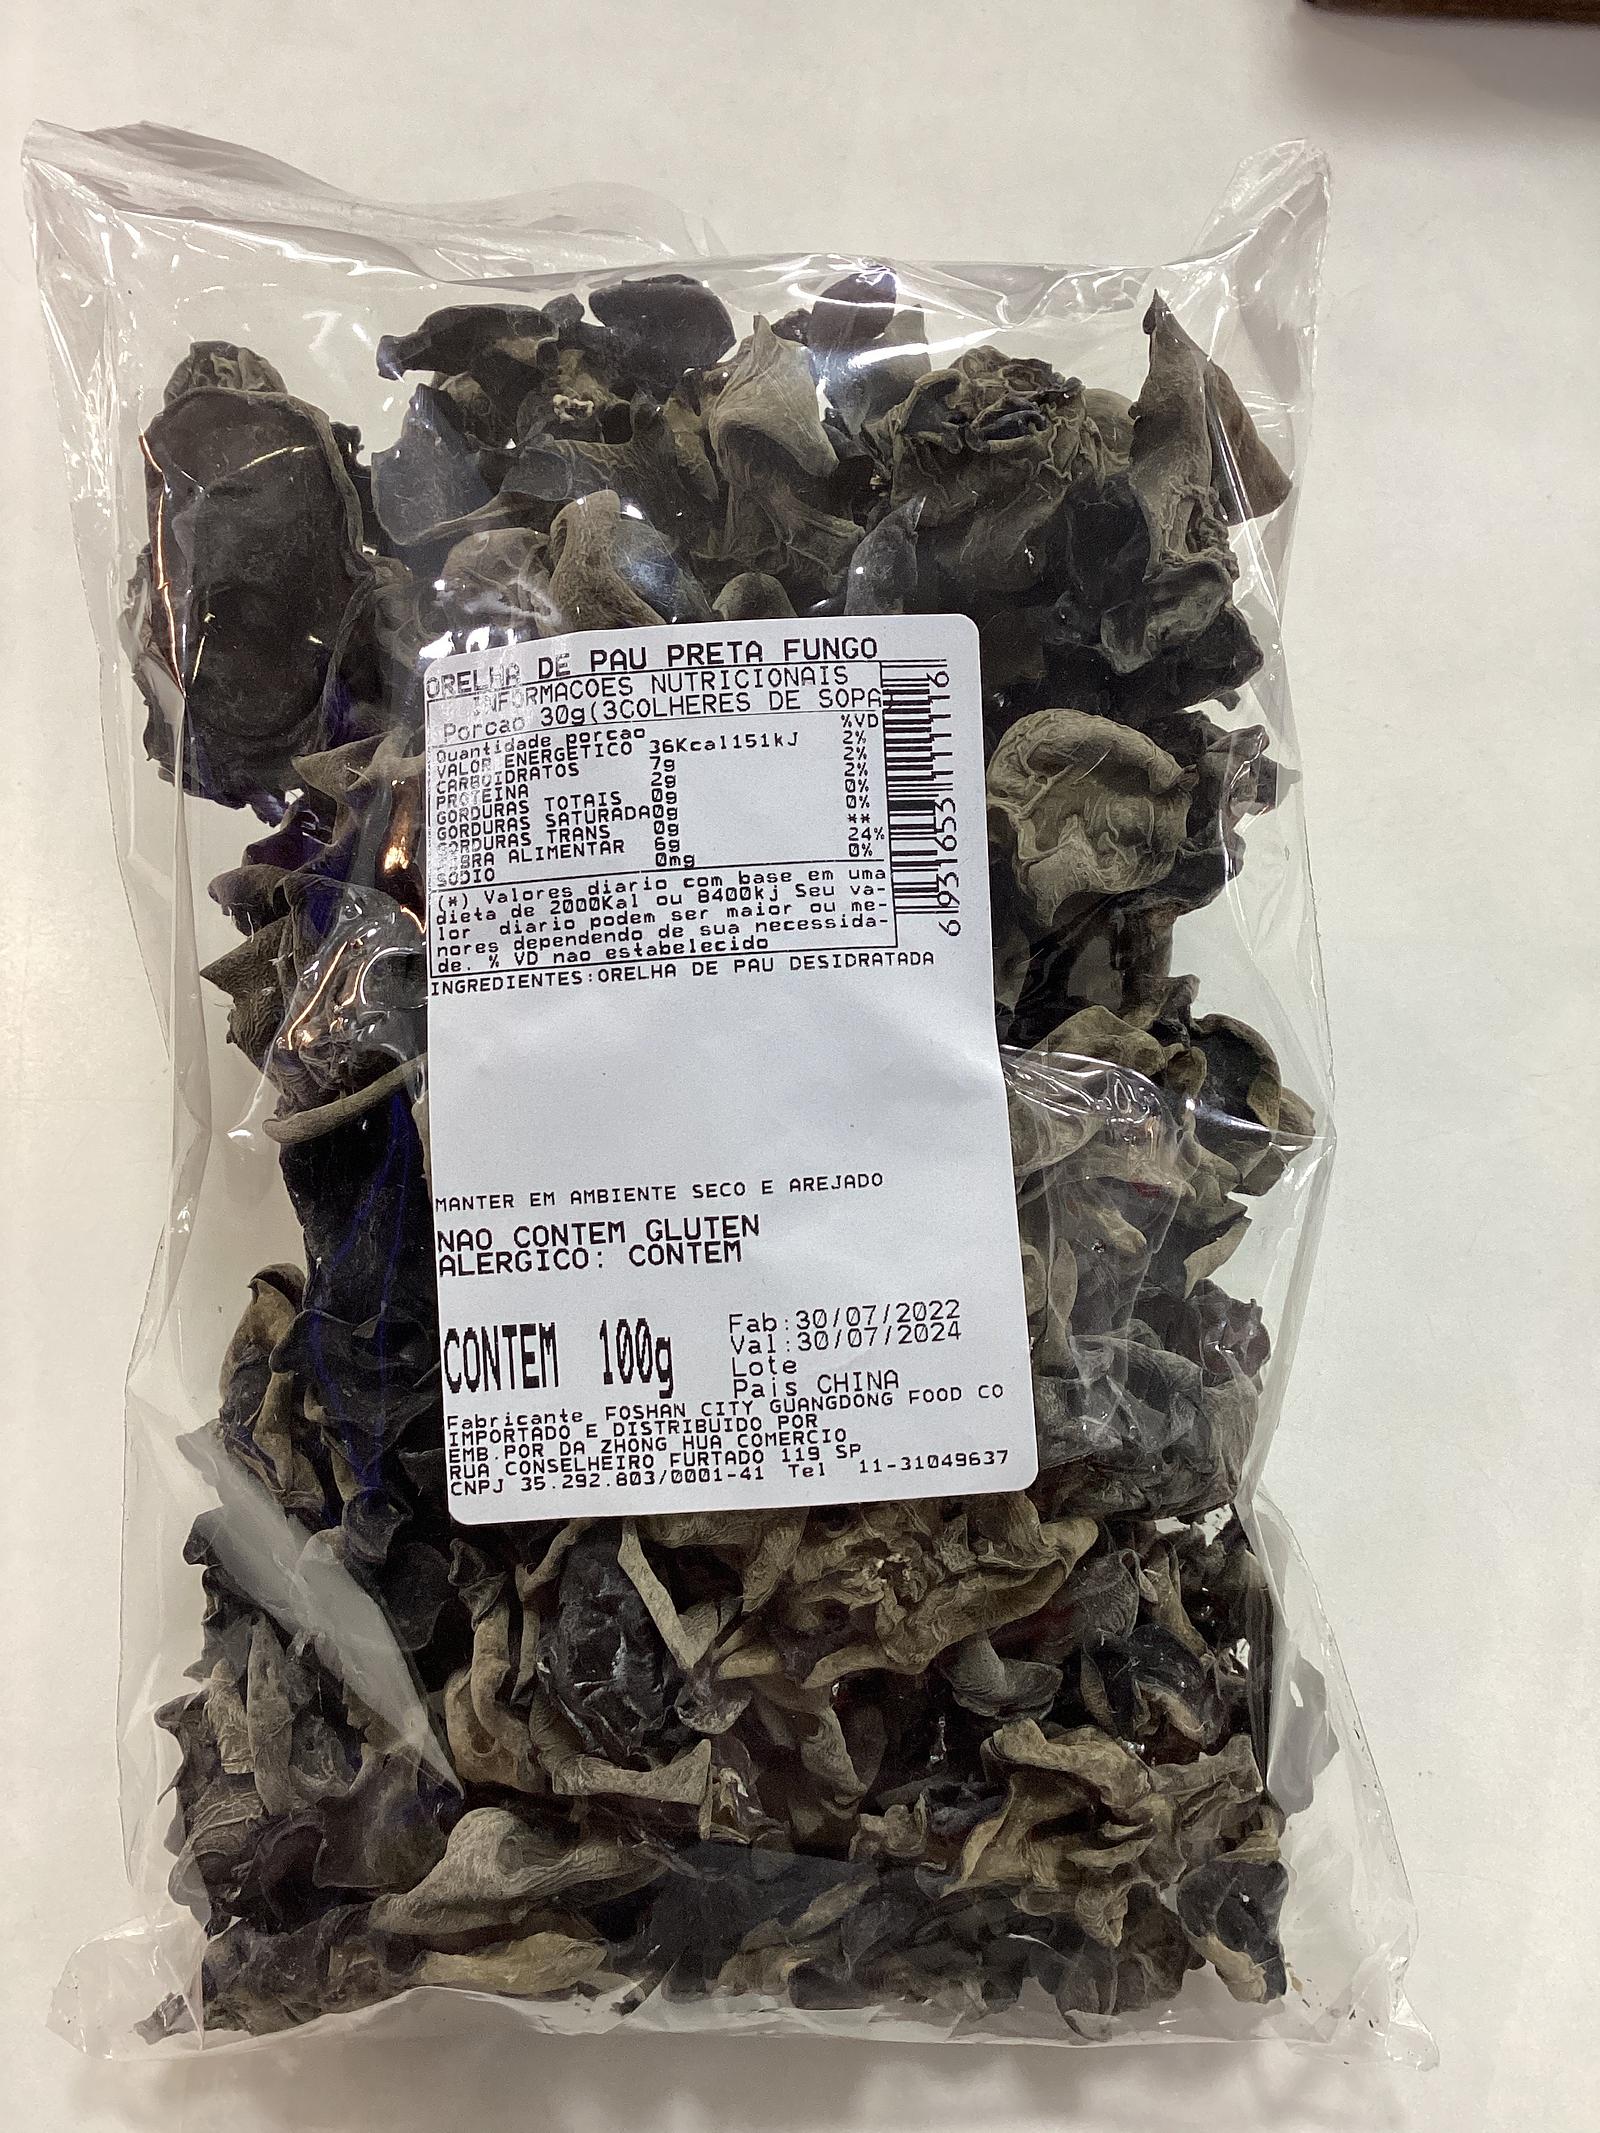 ORELHA DE PAU PRETA FUNGO
INFORMACOES NUTRICIONAIS
Porcao 30g(3COLHERES DE SOPA
Quantidade porcao %VD
VALOR ENERGETICO 36Kcal151kJ 2%
CARBOIDRATOS 7g 2%
PROTEINA 2g 2%
GORDURAS TOTAIS 0g 0%
GORDURAS SATURADA0g 0%
GORDURAS TRANS 0g **
FIBRA ALIMENTAR 6g 24%
SODIO 0mg 0%
(*) Valores diario com base em uma
dieta de 2000Kal ou 8400kj Seu va-
lor diario podem ser maior ou me-
nores dependendo de sua necessida-
de. % VD nao estabelecido
INGREDIENTES:ORELHA DE PAU DESIDRATADA
MANTER EM AMBIENTE SECO E AREJADO
NAO CONTEM GLUTEN
ALERGICO: CONTEM
CONTEM 100g
Fab:30/07/2022
Val:30/07/2024
Lote
Pais CHINA
Fabricante FOSHAN CITY GUANGDONG FOOD CO
IMPORTADO E DISTRIBUIDO POR
EMB.POR DA ZHONG HUA COMERCIO
RUA CONSELHEIRO FURTADO 119 SP
CNPJ 35.292.803/0001-41 Tel 11-31049637